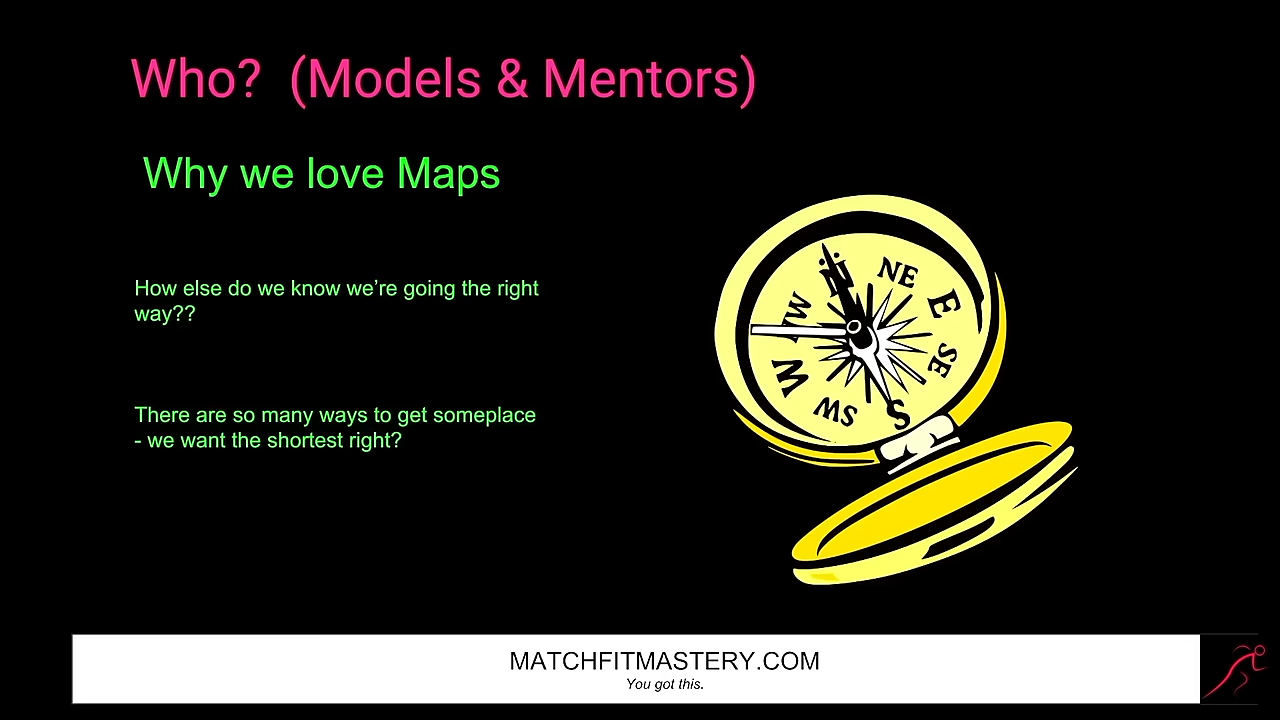 Who?  (Models & Mentors)
Why we love Maps
How else do we know we’re going the right
way??
There are so many ways to get someplace
- we want the shortest right?
N
NE
E
SE
S
SW
W
NW
MATCHFITMASTERY.COM
You got this.